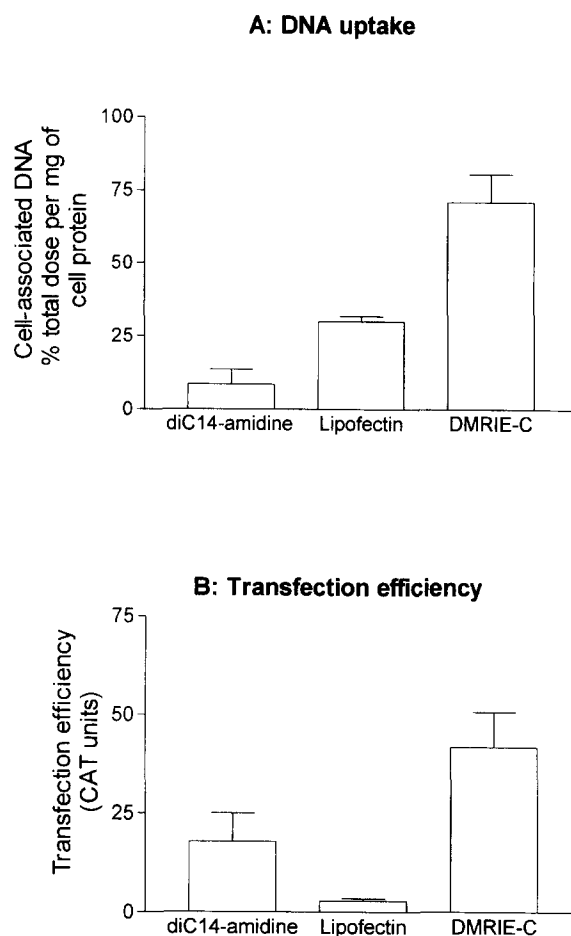 A: DNA uptake
Cell-associated DNA
% total dose per mg of
cell protein
100
75
50
25
0
diC14-amidine Lipofectin DMRIE-C
B: Transfection efficiency
Transfection efficiency
(CAT units)
75
50
25
0
diC14-amidine Lipofectin DMRIE-C